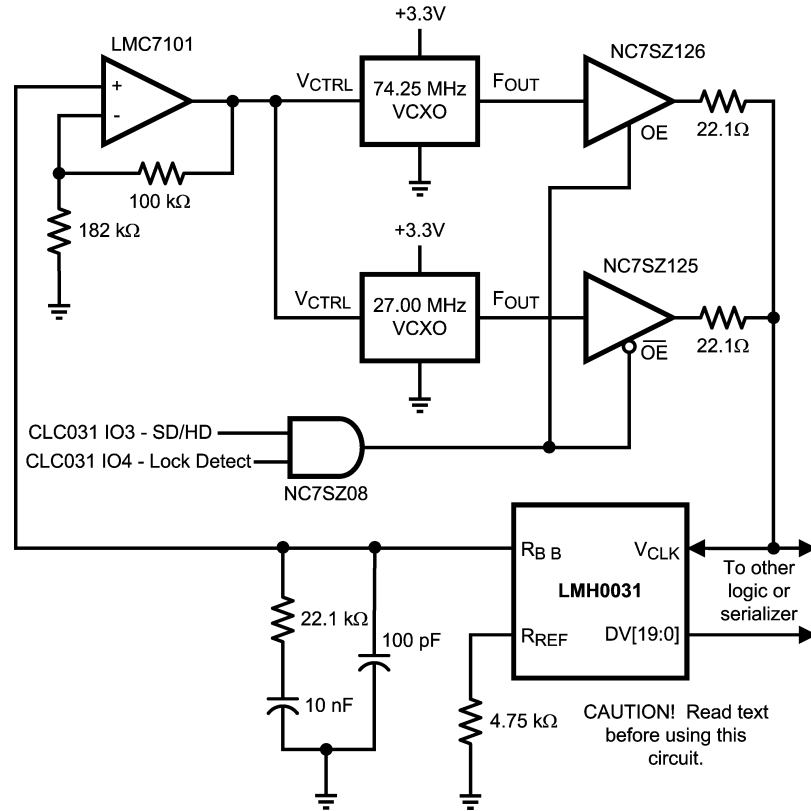 +3.3V
LMC7101
NC7SZ126
+
-
VCTRL
74.25 MHz
VCXO
FOUT
OE
22.1Ω
100 kΩ
182 kΩ
+3.3V
NC7SZ125
VCTRL
27.00 MHz
VCXO
FOUT
OE
22.1Ω
CLC031 IO3 - SD/HD
CLC031 IO4 - Lock Detect
NC7SZ08
RB B
VCLK
LMH0031
RREF
DV[19:0]
To other
logic or
serializer
22.1 kΩ
100 pF
10 nF
4.75 kΩ
CAUTION! Read text
before using this
circuit.